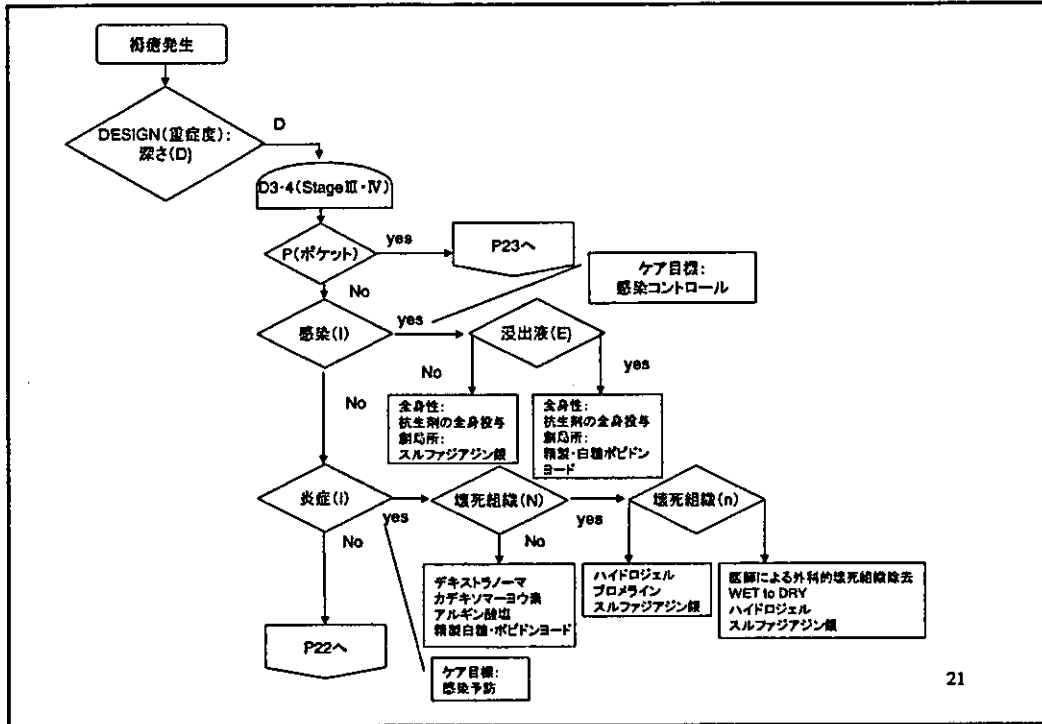 褥瘡発生
DESIGN(重症度):
深さ(D)
D
D3-4(StageⅢ・Ⅳ)
P(ポケット)
yes
P23へ
No
ケア目標:
感染コントロール
感染(I)
yes
浸出液(E)
No
yes
No
全身性:
抗生剤の全身投与
創局所:
スルファジアジン銀
全身性:
抗生剤の全身投与
創局所:
精製・白糖ポビドン
ヨード
炎症(I)
yes
壊死組織(N)
yes
壊死組織(n)
No
No
デキストラノーマ
カデキソマーヨウ素
アルギン酸塩
精製白糖・ポビドンヨード
ハイドロジェル
ブロメライン
スルファジアジン銀
医師による外科的壊死組織除去
WET to DRY
ハイドロジェル
スルファジアジン銀
P22へ
ケア目標:
感染予防
21